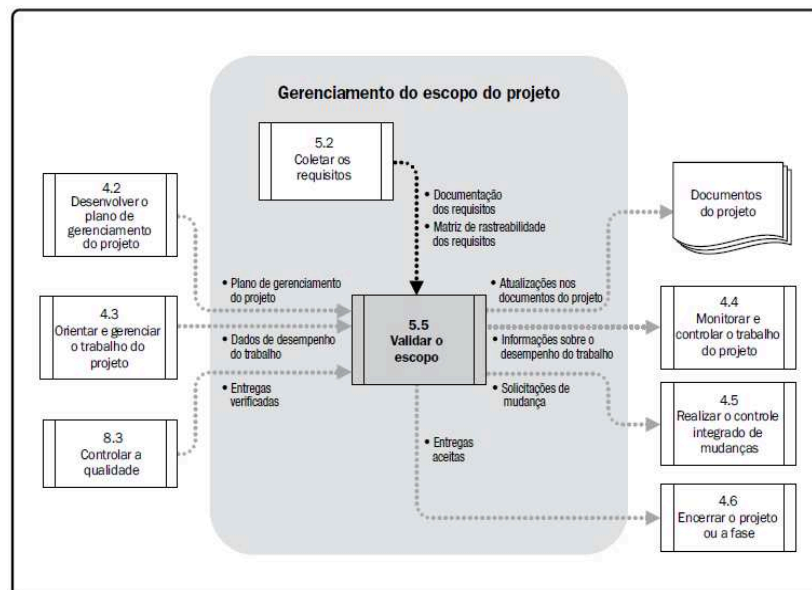 Gerenciamento do escopo do projeto
5.2
Coletar os
requisitos
4.2
Desenvolver o
plano de
gerenciamento
do projeto
• Documentação
dos requisitos
• Matriz de rastreabilidade
dos requisitos
Documentos
do projeto
• Plano de gerenciamento
do projeto
• Atualizações nos
documentos do projeto
4.3
Orientar e gerenciar
o trabalho do
projeto
• Dados de desempenho
do trabalho
5.5
Validar o
escopo
• Informações sobre o
desempenho do trabalho
4.4
Monitorar e
controlar o trabalho
do projeto
• Entregas
verificadas
• Solicitações de
mudança
4.5
Realizar o controle
integrado de
mudanças
8.3
Controlar a
qualidade
• Entregas
aceitas
4.6
Encerrar o projeto
ou a fase